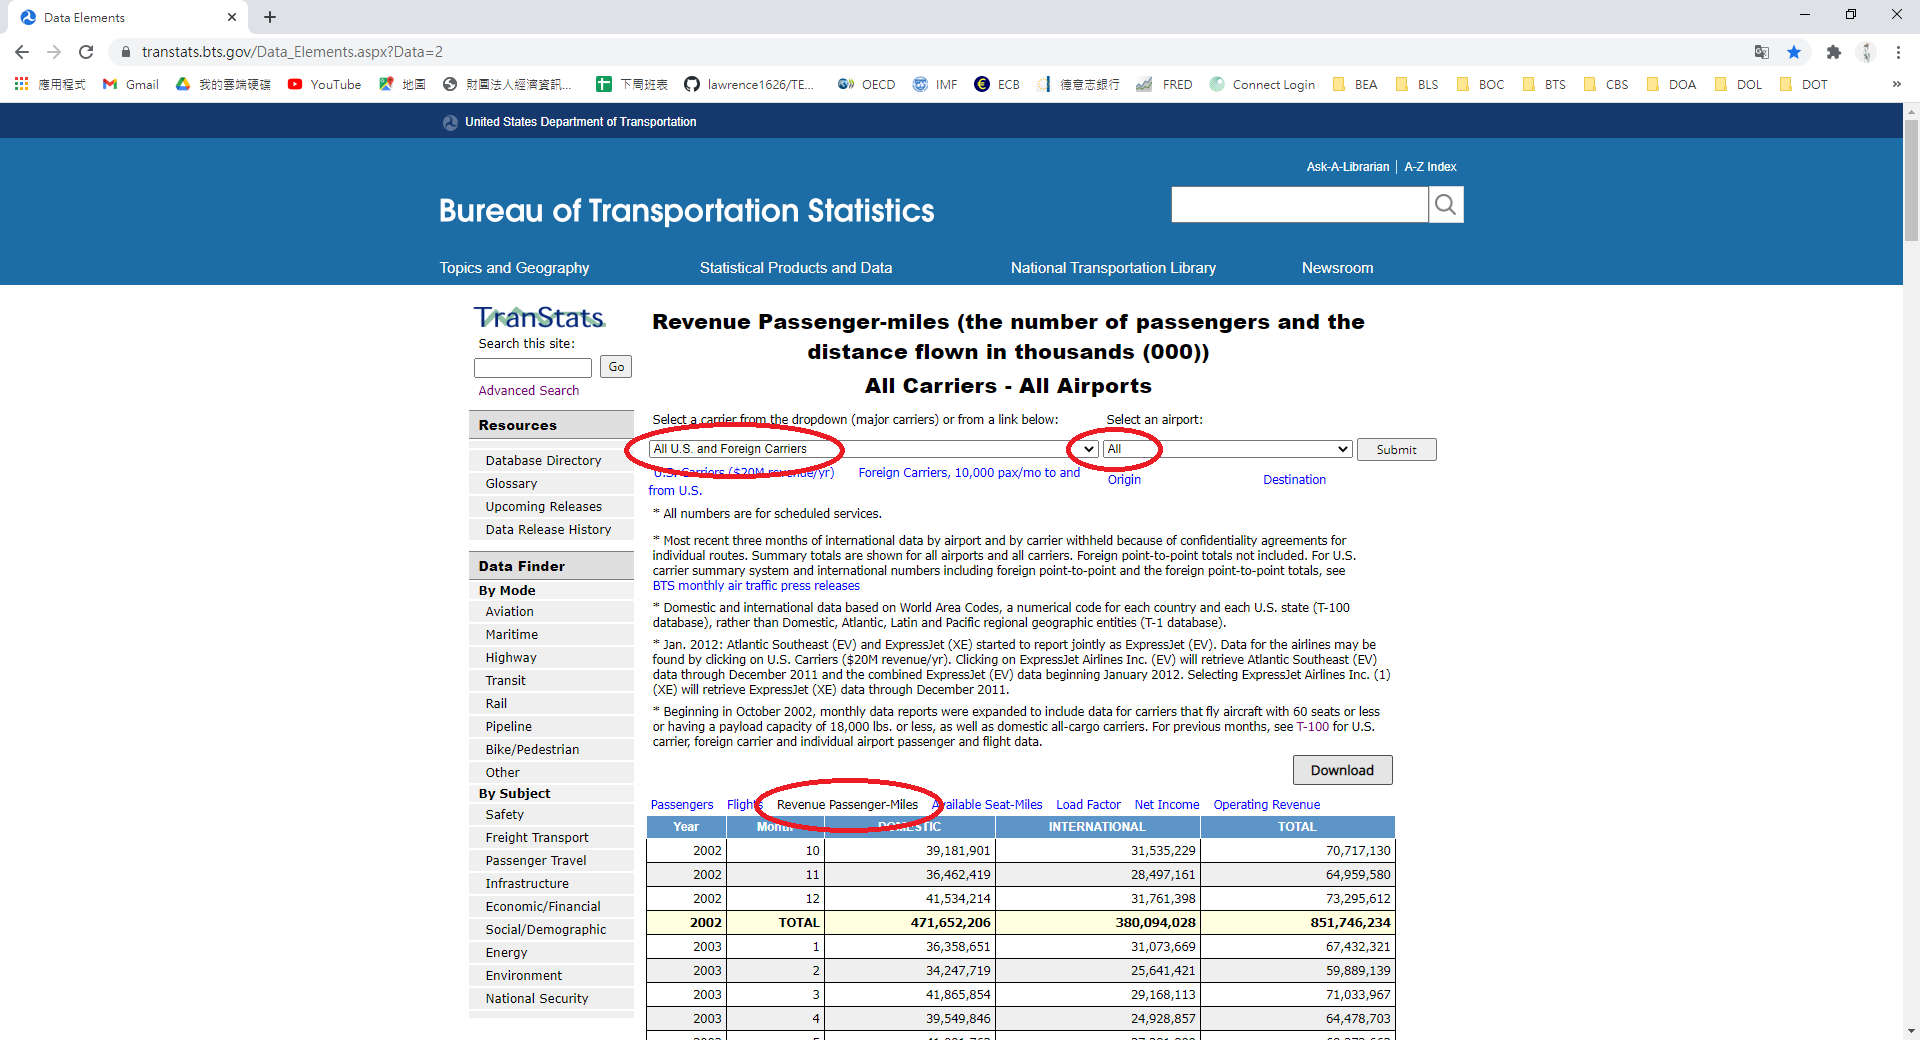 Data Elements
transtats.bts.gov/Data_Elements.aspx?Data=2
應用程式 Gmail 我的雲端硬碟 YouTube 地圖 財團法人經濟資訊... 下周班表 lawrence1626/TE... OECD IMF ECB 德意志銀行 FRED Connect Login BEA BLS BOC BTS CBS DOA DOL DOT »
United States Department of Transportation
Ask-A-Librarian | A-Z Index
Bureau of Transportation Statistics
Topics and Geography Statistical Products and Data National Transportation Library Newsroom
TranStats
Search this site:
Go
Advanced Search
Resources
Database Directory
Glossary
Upcoming Releases
Data Release History
Data Finder
By Mode
Aviation
Maritime
Highway
Transit
Rail
Pipeline
Bike/Pedestrian
Other
By Subject
Safety
Freight Transport
Passenger Travel
Infrastructure
Economic/Financial
Social/Demographic
Energy
Environment
National Security
Revenue Passenger-miles (the number of passengers and the
distance flown in thousands (000))
All Carriers - All Airports
Select a carrier from the dropdown (major carriers) or from a link below: Select an airport:
All U.S. and Foreign Carriers All Submit
U.S. Carriers ($20M revenue/yr) Foreign Carriers, 10,000 pax/mo to and
from U.S.
Origin Destination
* All numbers are for scheduled services.
* Most recent three months of international data by airport and by carrier withheld because of confidentiality agreements for
individual routes. Summary totals are shown for all airports and all carriers. Foreign point-to-point totals not included. For U.S.
carrier summary system and international numbers including foreign point-to-point and the foreign point-to-point totals, see
BTS monthly air traffic press releases
* Domestic and international data based on World Area Codes, a numerical code for each country and each U.S. state (T-100
database), rather than Domestic, Atlantic, Latin and Pacific regional geographic entities (T-1 database).
* Jan. 2012: Atlantic Southeast (EV) and ExpressJet (XE) started to report jointly as ExpressJet (EV). Data for the airlines may be
found by clicking on U.S. Carriers ($20M revenue/yr). Clicking on ExpressJet Airlines Inc. (EV) will retrieve Atlantic Southeast (EV)
data through December 2011 and the combined ExpressJet (EV) data beginning January 2012. Selecting ExpressJet Airlines Inc. (1)
(XE) will retrieve ExpressJet (XE) data through December 2011.
* Beginning in October 2002, monthly data reports were expanded to include data for carriers that fly aircraft with 60 seats or less
or having a payload capacity of 18,000 lbs. or less, as well as domestic all-cargo carriers. For previous months, see T-100 for U.S.
carrier, foreign carrier and individual airport passenger and flight data.
Download
Passengers Flights Revenue Passenger-Miles Available Seat-Miles Load Factor Net Income Operating Revenue
Year Month DOMESTIC INTERNATIONAL TOTAL
2002 10 39,181,901 31,535,229 70,717,130
2002 11 36,462,419 28,497,161 64,959,580
2002 12 41,534,214 31,761,398 73,295,612
2002 TOTAL 471,652,206 380,094,028 851,746,234
2003 1 36,358,651 31,073,669 67,432,321
2003 2 34,247,719 25,641,421 59,889,139
2003 3 41,865,854 29,168,113 71,033,967
2003 4 39,549,846 24,928,857 64,478,703